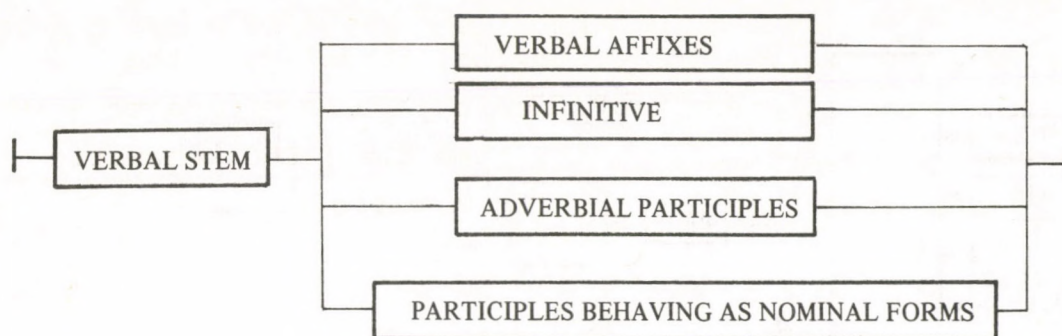 VERBAL AFFIXES
INFINITIVE
VERBAL STEM
ADVERBIAL PARTICIPLES
PARTICIPLES BEHAVING AS NOMINAL FORMS